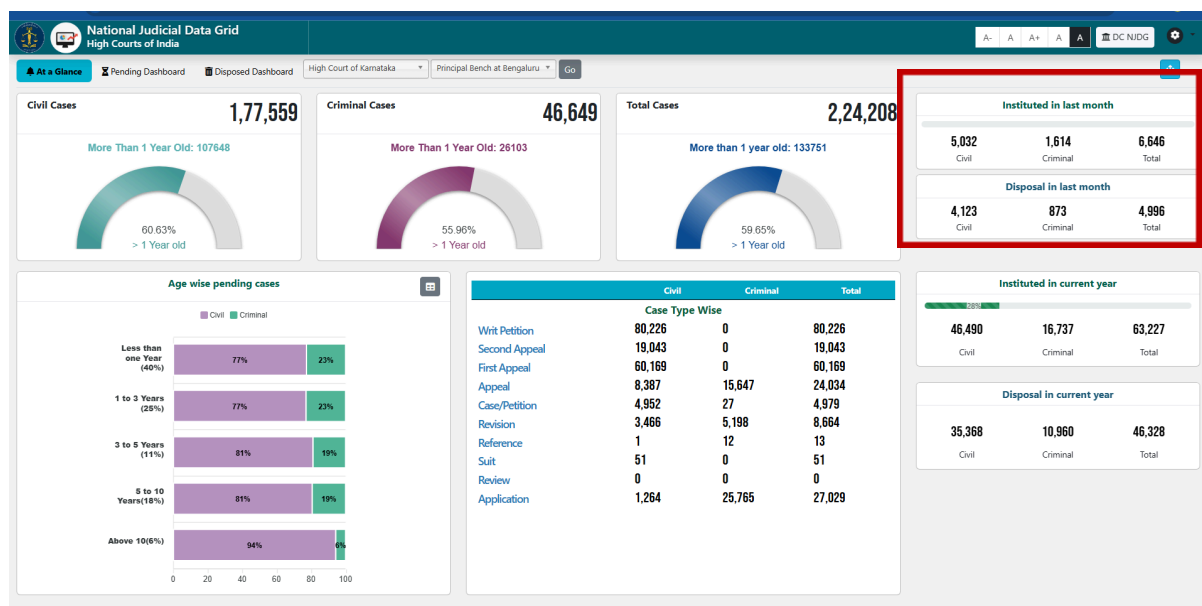 National Judicial Data Grid
High Courts of India
A- A A+ A A DC NJDG
At a Glance Pending Dashboard Disposed Dashboard High Court of Karnataka Principal Bench at Bengaluru Go
Civil Cases 1,77,559
More Than 1 Year Old: 107648
60.63%
> 1 Year old
Criminal Cases 46,649
More Than 1 Year Old: 26103
55.96%
> 1 Year old
Total Cases 2,24,208
More than 1 year old: 133751
59.65%
> 1 Year old
Instituted in last month
5,032 1,614 6,646
Civil Criminal Total
Disposal in last month
4,123 873 4,996
Civil Criminal Total
Age wise pending cases
Civil Criminal
Less than
one Year
(40%)
77% 23%
1 to 3 Years
(25%)
77% 23%
3 to 5 Years
(11%)
81% 19%
5 to 10
Years(18%)
81% 19%
Above 10(6%)
94% 6%
0 20 40 60 80 100
Civil Criminal Total
Case Type Wise
Writ Petition 80,226 0 80,226
Second Appeal 19,043 0 19,043
First Appeal 60,169 0 60,169
Appeal 8,387 15,647 24,034
Case/Petition 4,952 27 4,979
Revision 3,466 5,198 8,664
Reference 1 12 13
Suit 51 0 51
Review 0 0 0
Application 1,264 25,765 27,029
Instituted in current year
28%
46,490 16,737 63,227
Civil Criminal Total
Disposal in current year
35,368 10,960 46,328
Civil Criminal Total